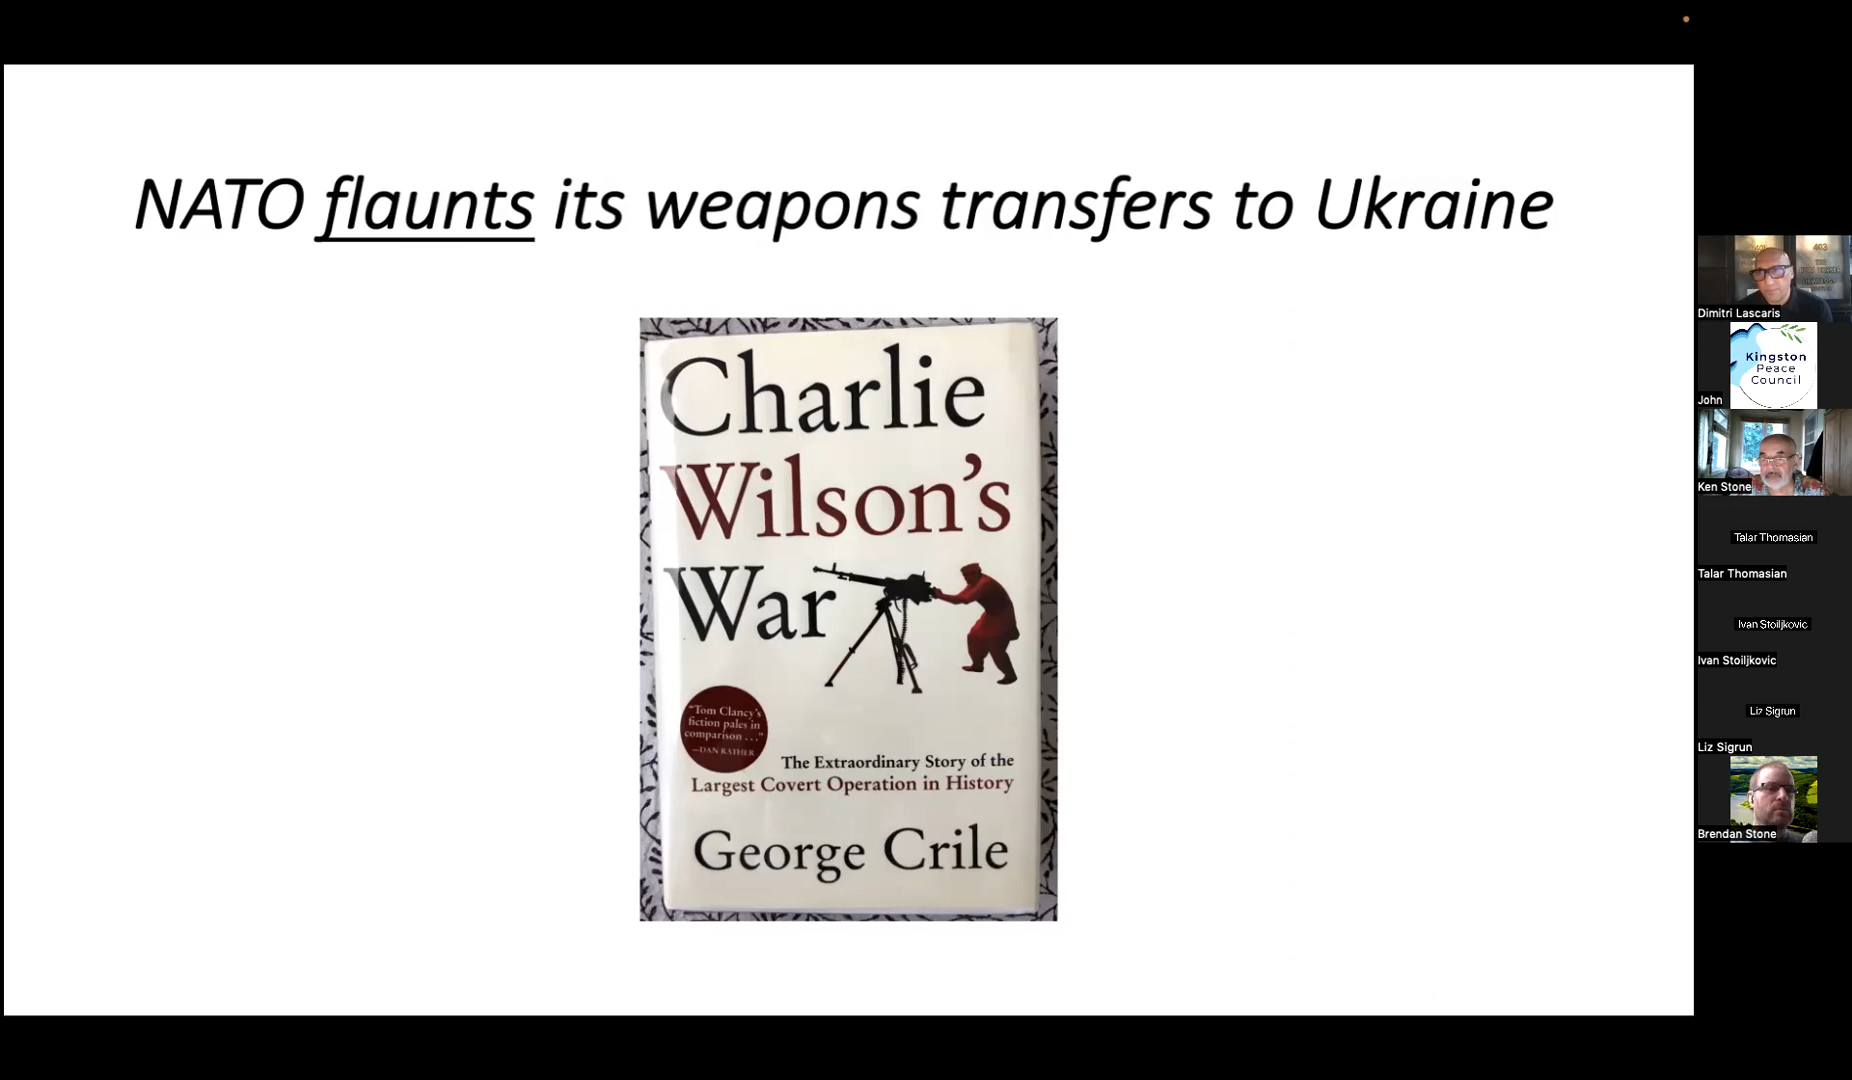 NATO flaunts its weapons transfers to Ukraine
Charlie
Wilson's
War
"Tom Clancy's
fiction pales in
comparison . . ."
—DAN RATHER
The Extraordinary Story of the
Largest Covert Operation in History
George Crile
403
Dimitri Lascaris
Kingston
Peace
Council
John
Ken Stone
Talar Thomasian
Talar Thomasian
Ivan Stoiljkovic
Ivan Stoiljkovic
Liz Sigrun
Liz Sigrun
Brendan Stone